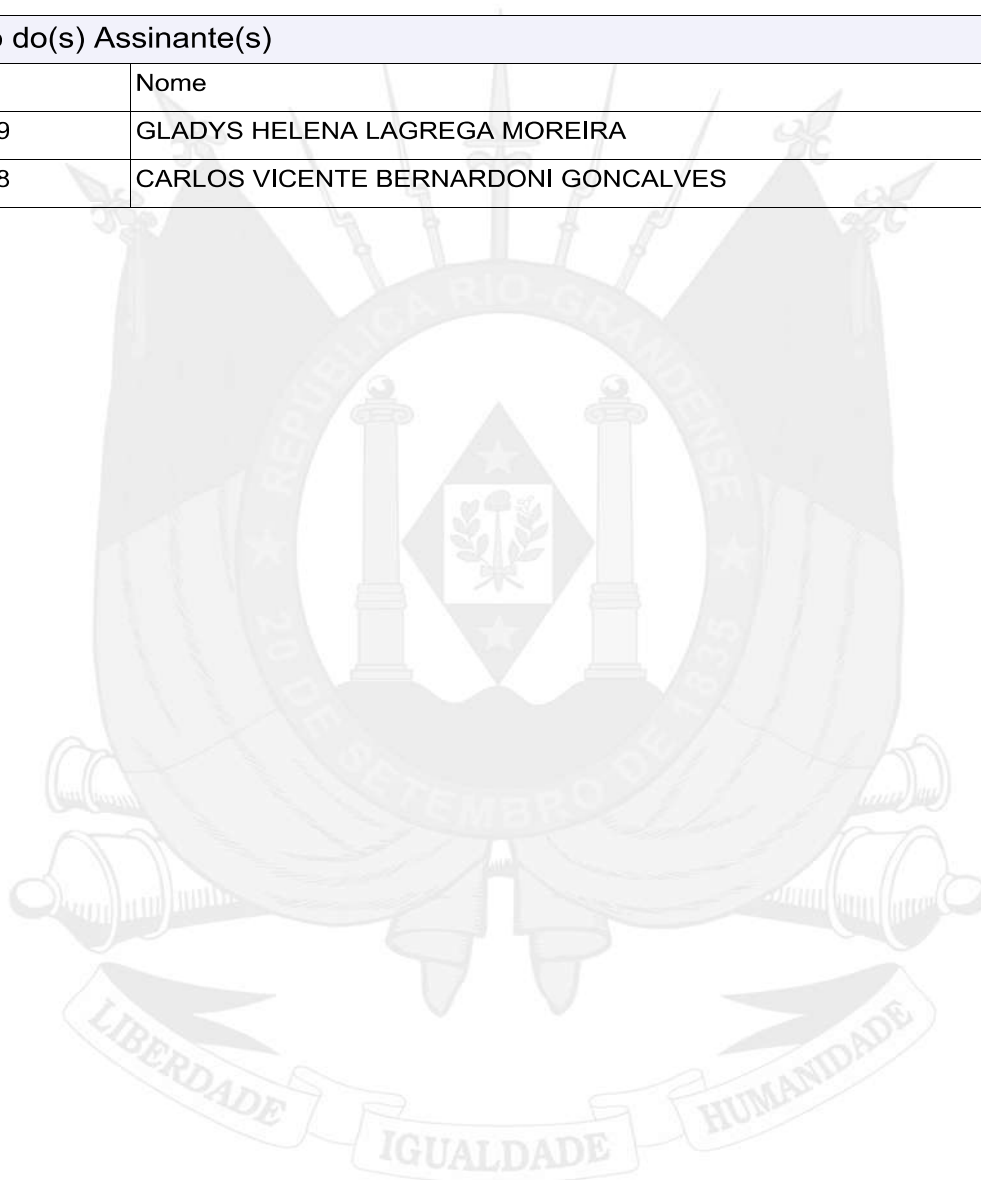 o do(s) Assinante(s)
Nome
9 GLADYS HELENA LAGREGA MOREIRA
8 CARLOS VICENTE BERNARDONI GONCALVES
REPUBLICA RIO-GRANDENSE
20 DE SETEMBRO DE 1835
LIBERDADE IGUALDADE HUMANIDADE